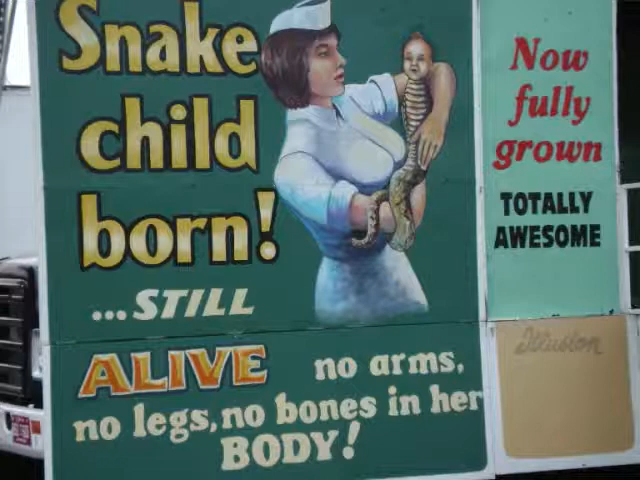 Snake
child
born!
...STILL
ALIVE no arms,
no legs, no bones in her
BODY!
Now
fully
grown
TOTALLY
AWESOME
Illusion